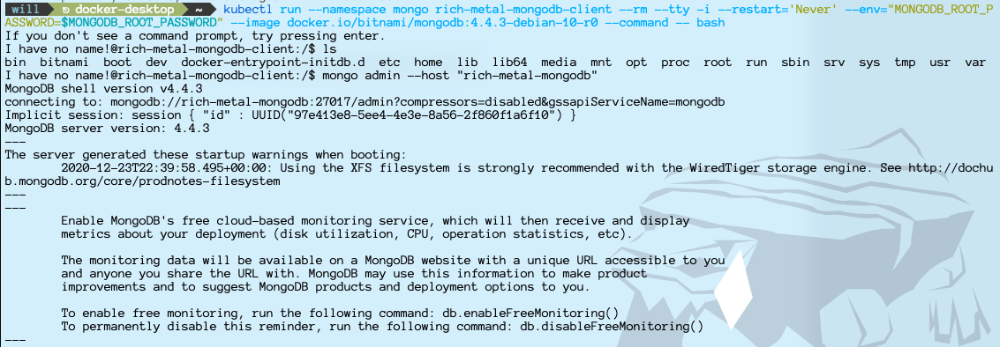 will docker-desktop ~ kubectl run --namespace mongo rich-metal-mongodb-client --rm --tty -i --restart='Never' --env="MONGODB_ROOT_P
ASSWORD=$MONGODB_ROOT_PASSWORD" --image docker.io/bitnami/mongodb:4.4.3-debian-10-r0 --command -- bash
If you don't see a command prompt, try pressing enter.
I have no name!@rich-metal-mongodb-client:/$ ls
bin  bitnami  boot  dev  docker-entrypoint-initdb.d  etc  home  lib  lib64  media  mnt  opt  proc  root  run  sbin  srv  sys  tmp  usr  var
I have no name!@rich-metal-mongodb-client:/$ mongo admin --host "rich-metal-mongodb"
MongoDB shell version v4.4.3
connecting to: mongodb://rich-metal-mongodb:27017/admin?compressors=disabled&gssapiServiceName=mongodb
Implicit session: session { "id" : UUID("97e413e8-5ee4-4e3e-8a56-2f860f1a6f10") }
MongoDB server version: 4.4.3
---
The server generated these startup warnings when booting:
        2020-12-23T22:39:58.495+00:00: Using the XFS filesystem is strongly recommended with the WiredTiger storage engine. See http://dochu
b.mongodb.org/core/prodnotes-filesystem
---
---
        Enable MongoDB's free cloud-based monitoring service, which will then receive and display
        metrics about your deployment (disk utilization, CPU, operation statistics, etc).

        The monitoring data will be available on a MongoDB website with a unique URL accessible to you
        and anyone you share the URL with. MongoDB may use this information to make product
        improvements and to suggest MongoDB products and deployment options to you.

        To enable free monitoring, run the following command: db.enableFreeMonitoring()
        To permanently disable this reminder, run the following command: db.disableFreeMonitoring()
---